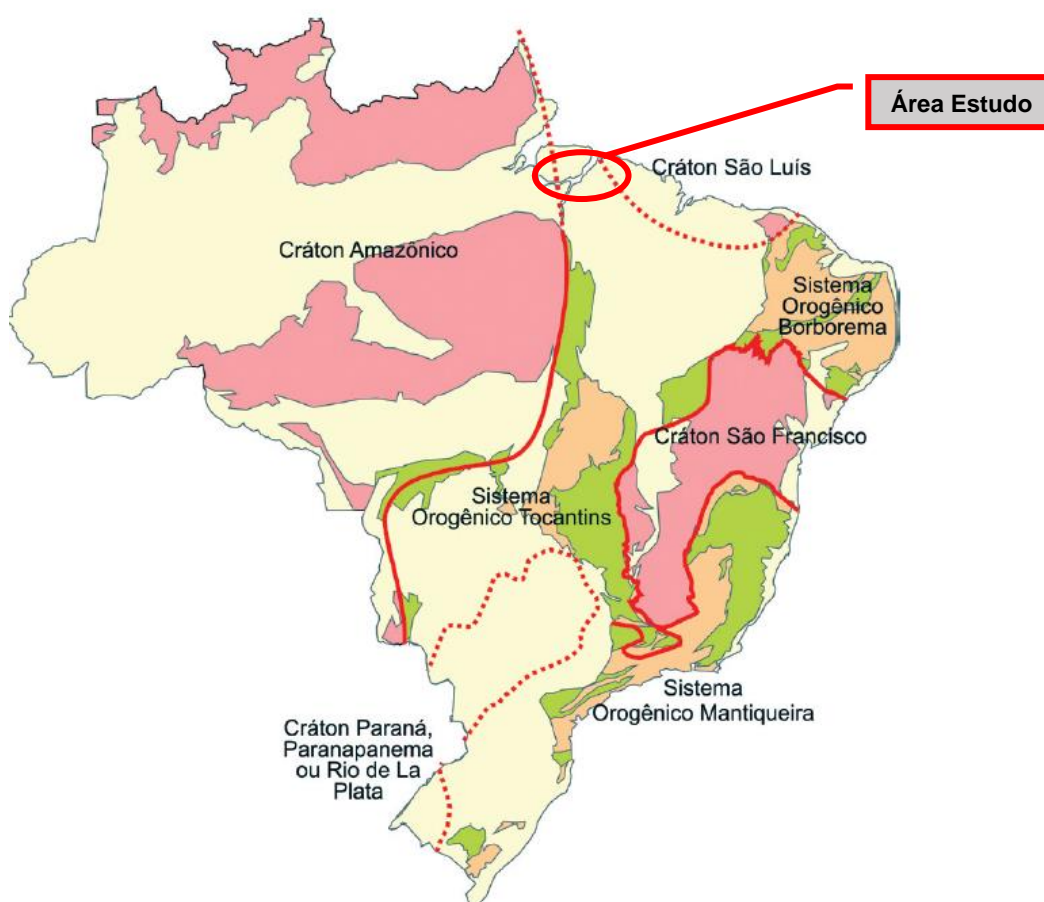 Área Estudo
Cráton São Luís
Cráton Amazônico
Sistema
Orogênico
Borborema
Cráton São Francisco
Sistema
Orogênico Tocantins
Sistema
Orogênico Mantiqueira
Cráton Paraná,
Paranapanema
ou Rio de La
Plata